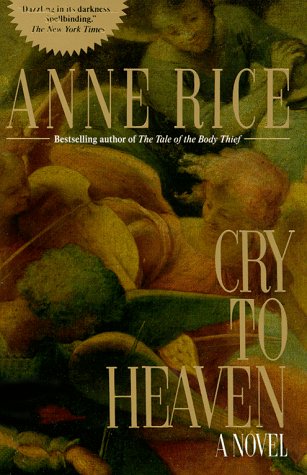 "Dazzling in its darkness...
Spellbinding."
The New York Times
ANNE RICE
Bestselling author of The Tale of the Body Thief
CRY
TO
HEAVEN
A NOVEL